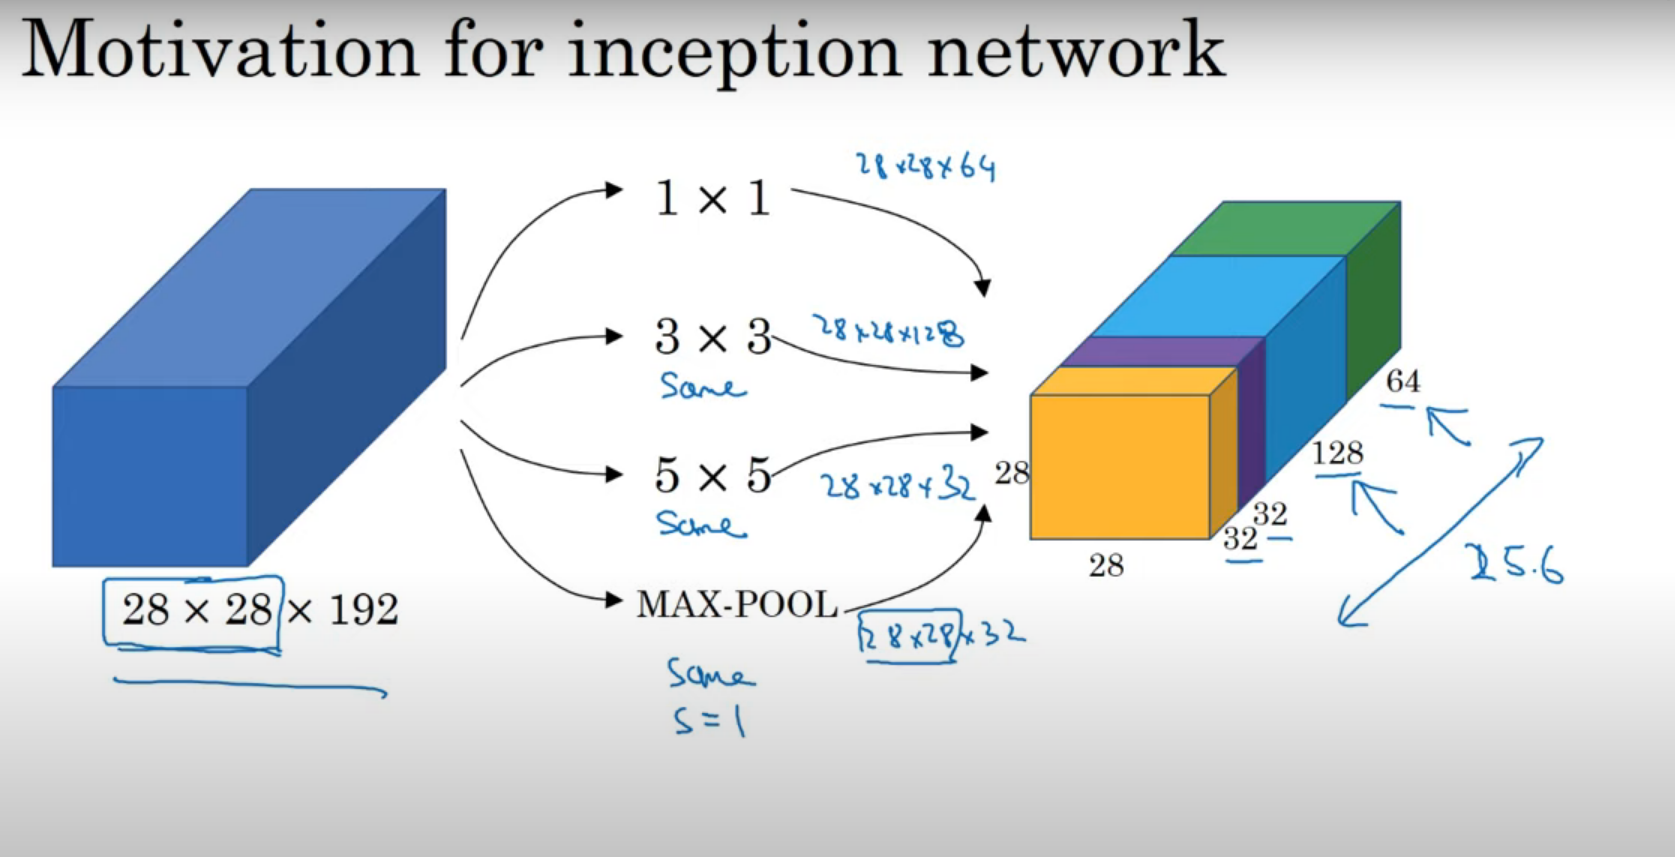 Motivation for inception network
28 × 28 × 192
1 × 1
28×28×64
3 × 3
Same
28×28×128
5 × 5
Same
28×28×32
MAX-POOL
Same
s=1
28×28×32
28
28
32
32
128
64
256